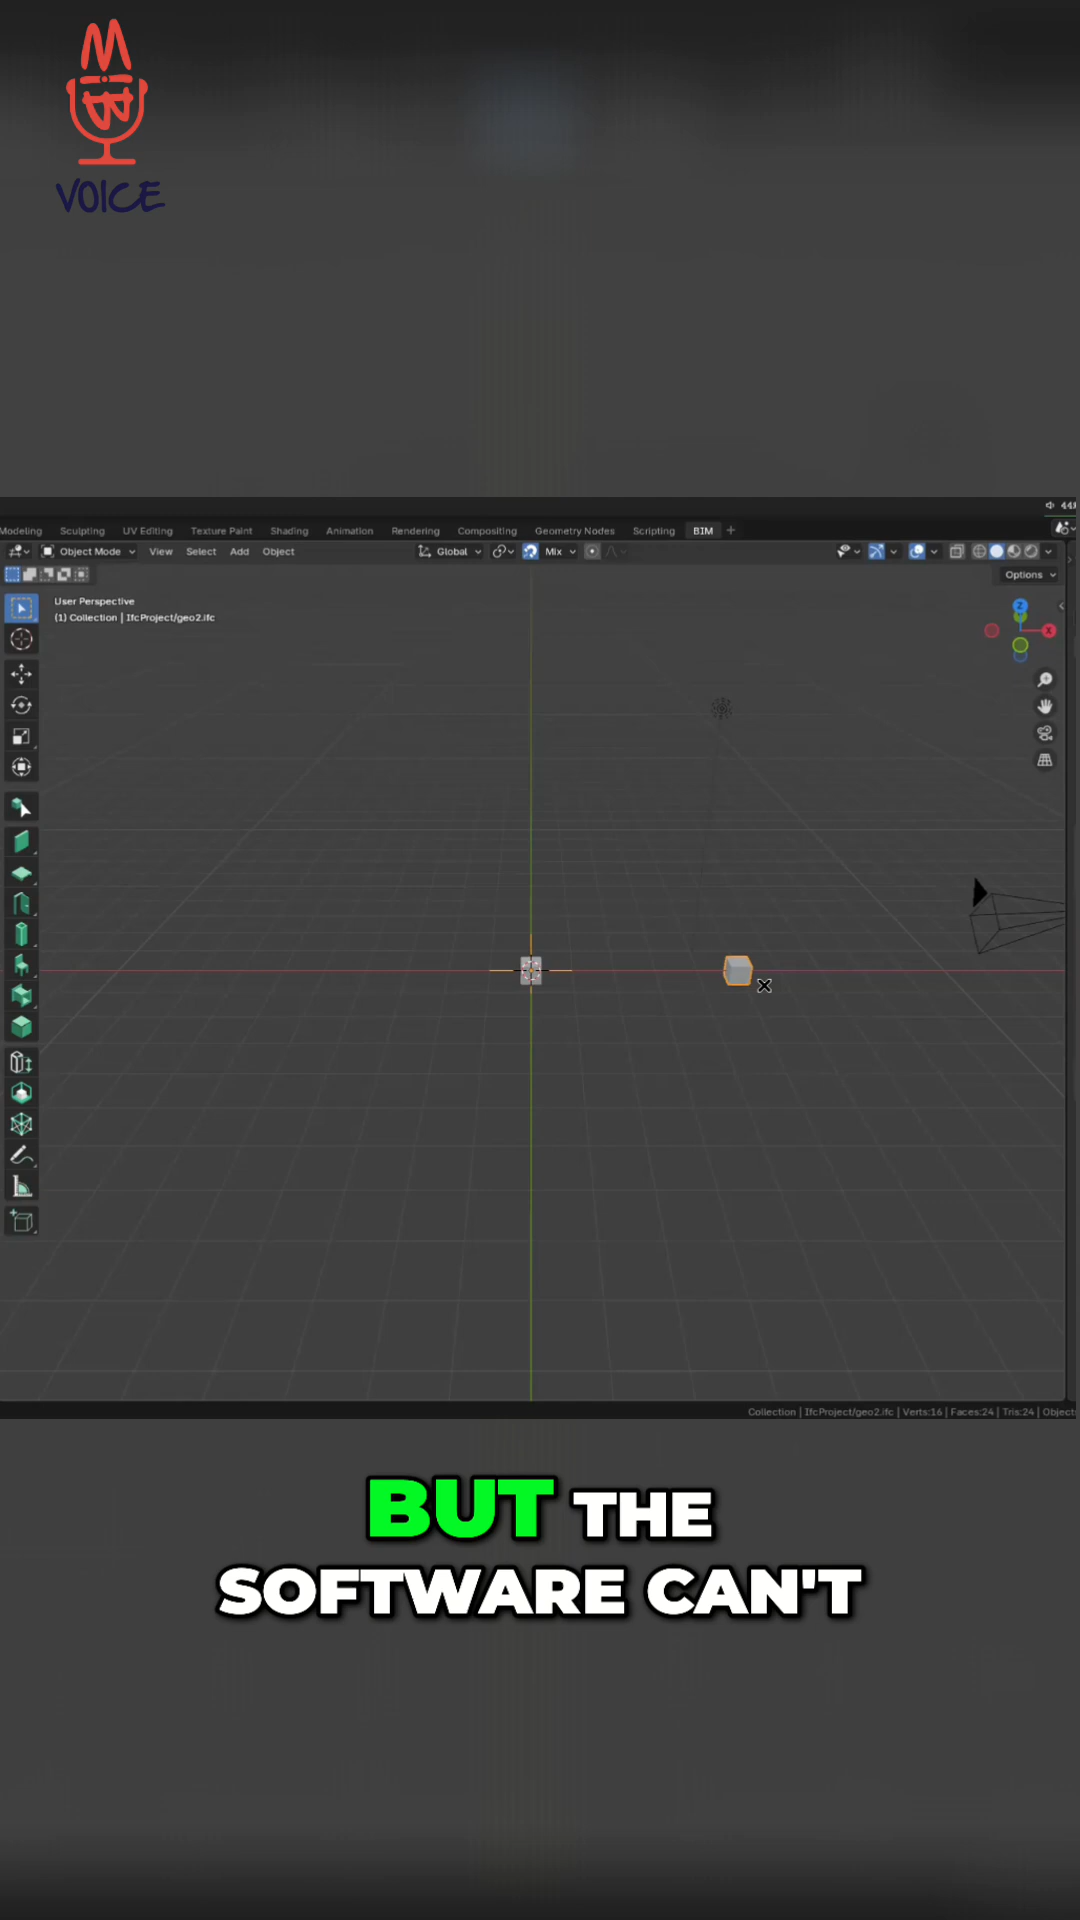 VOICE
44
Modeling Sculpting UV Editing Texture Paint Shading Animation Rendering Compositing Geometry Nodes Scripting BIM +
Object Mode View Select Add Object Global Mix
Options
User Perspective
(1) Collection | IfcProject/geo2.ifc
Z
X
Collection | IfcProject/geo2.ifc | Verts:16 | Faces:24 | Tris:24 | Objects
BUT THE
SOFTWARE CAN'T